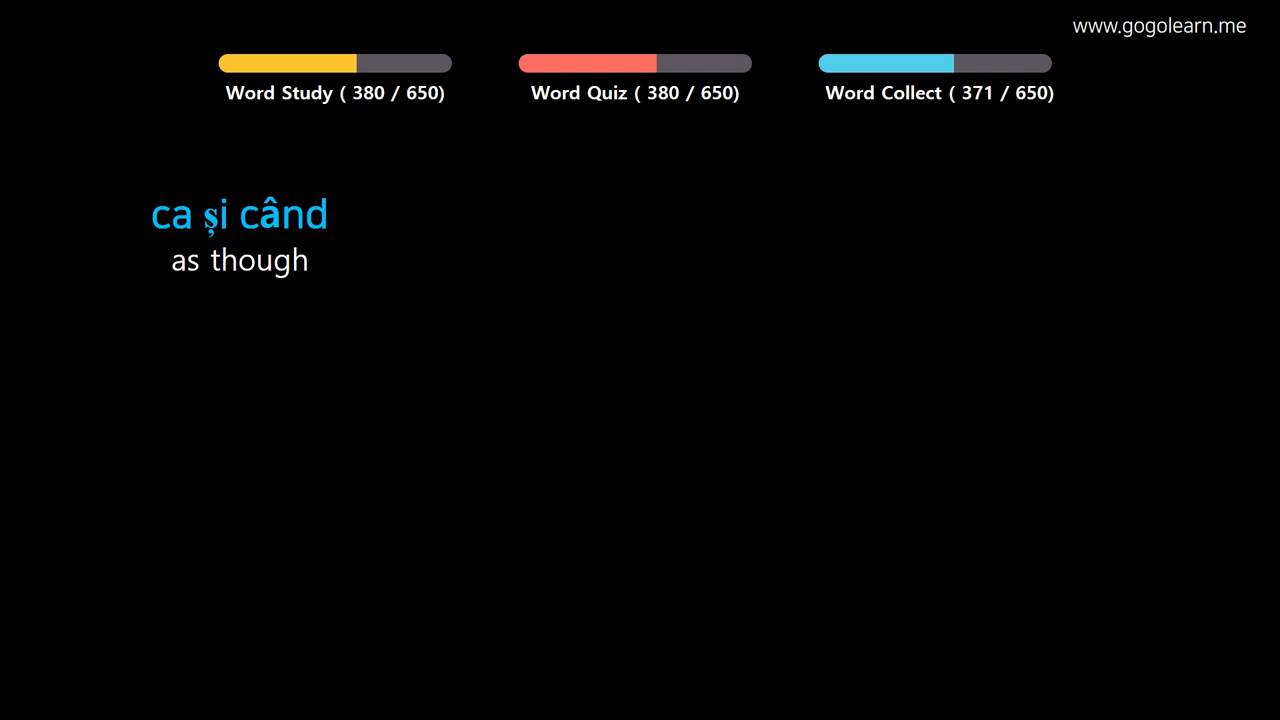 www.gogolearn.me
Word Study ( 380 / 650)
Word Quiz ( 380 / 650)
Word Collect ( 371 / 650)
ca și când
as though